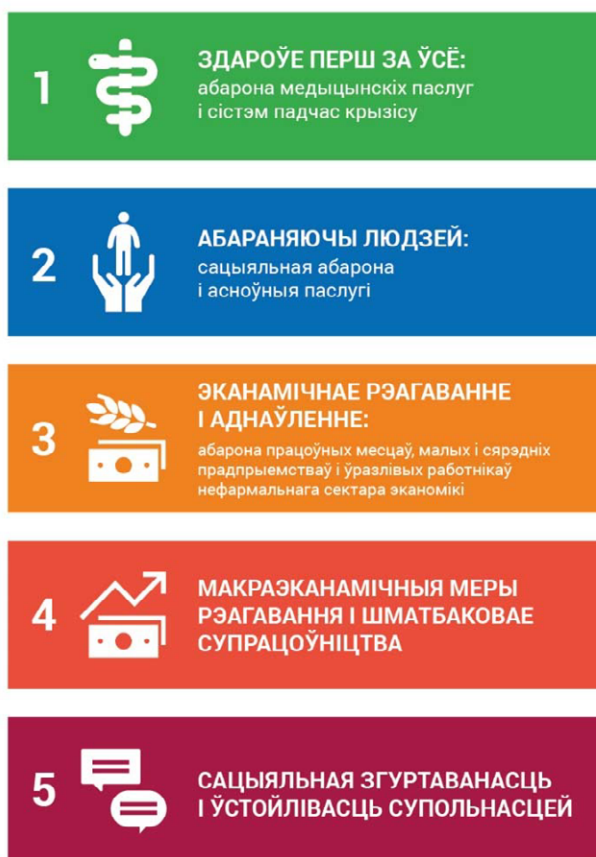 1
ЗДАРОЎЕ ПЕРШ ЗА ЎСЁ:
абарона медыцынскіх паслуг
і сістэм падчас крызісу
2
АБАРАНЯЮЧЫ ЛЮДЗЕЙ:
сацыяльная абарона
і асноўныя паслугі
3
ЭКАНАМІЧНАЕ РЭАГАВАННЕ
І АДНАЎЛЕННЕ:
абарона працоўных месцаў, малых і сярэдніх
прадпрыемстваў і ўразлівых работнікаў
нефармальнага сектара эканомікі
4
МАКРАЭКАНАМІЧНЫЯ МЕРЫ
РЭАГАВАННЯ І ШМАТБАКОВАЕ
СУПРАЦОЎНІЦТВА
5
САЦЫЯЛЬНАЯ ЗГУРТАВАНАСЦЬ
І ЎСТОЙЛІВАСЦЬ СУПОЛЬНАСЦЕЙ